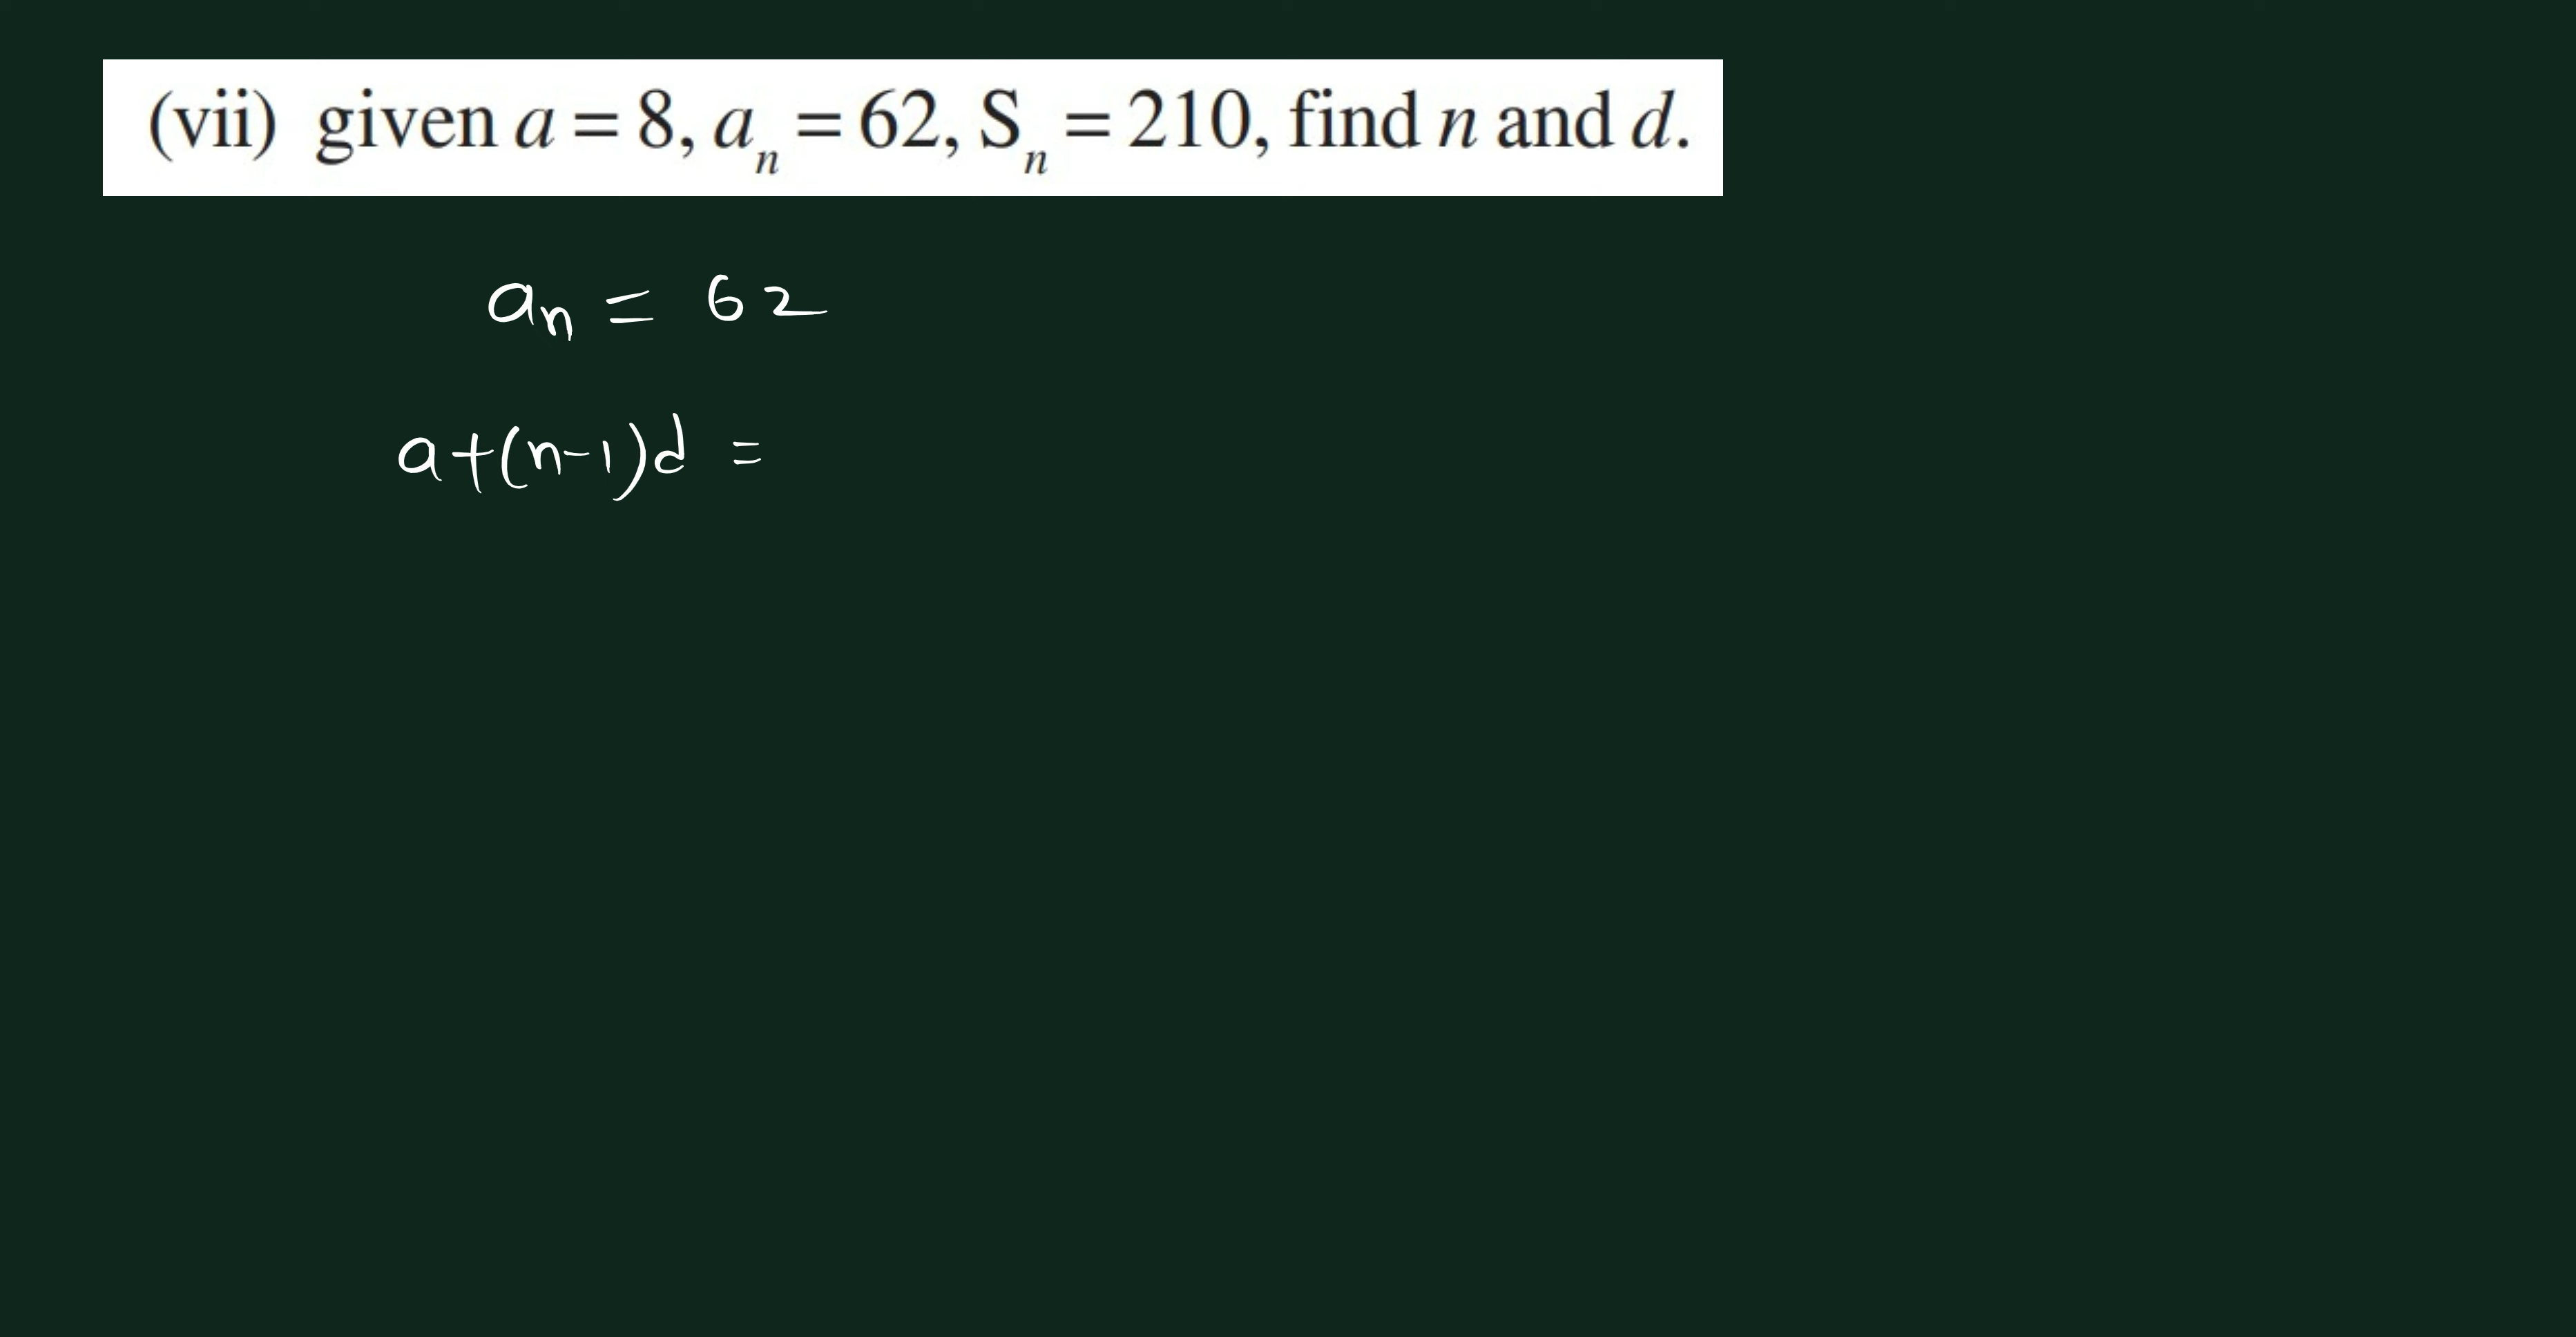 (vii) given a = 8, aₙ = 62, Sₙ = 210, find n and d.
aₙ = 62
a+(n-1)d =